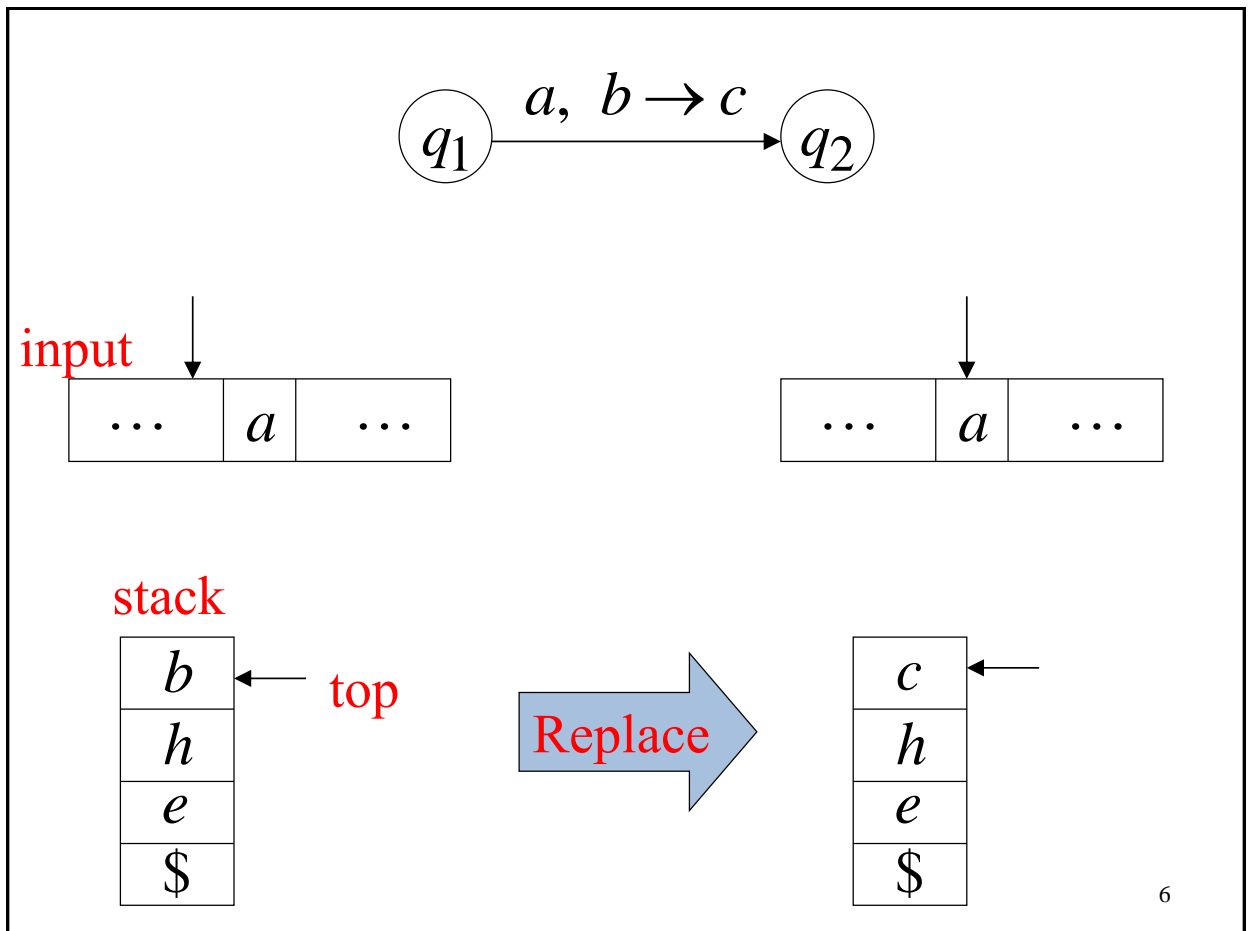 a, b → c
q1 q2
input
⋯ a ⋯ ⋯ a ⋯
stack
b top c
h Replace h
e e
$ $
6